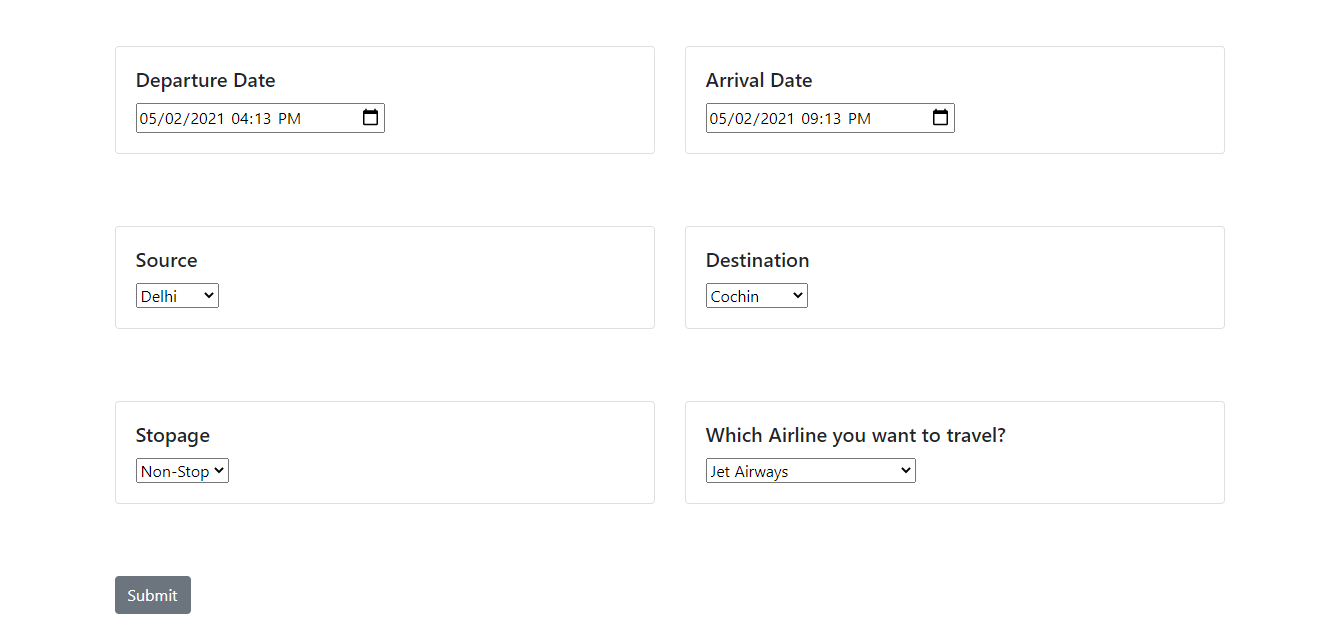 Departure Date
Arrival Date
05/02/2021 04:13 PM
05/02/2021 09:13 PM
Source
Destination
Delhi
Cochin
Stopage
Which Airline you want to travel?
Non-Stop
Jet Airways
Submit